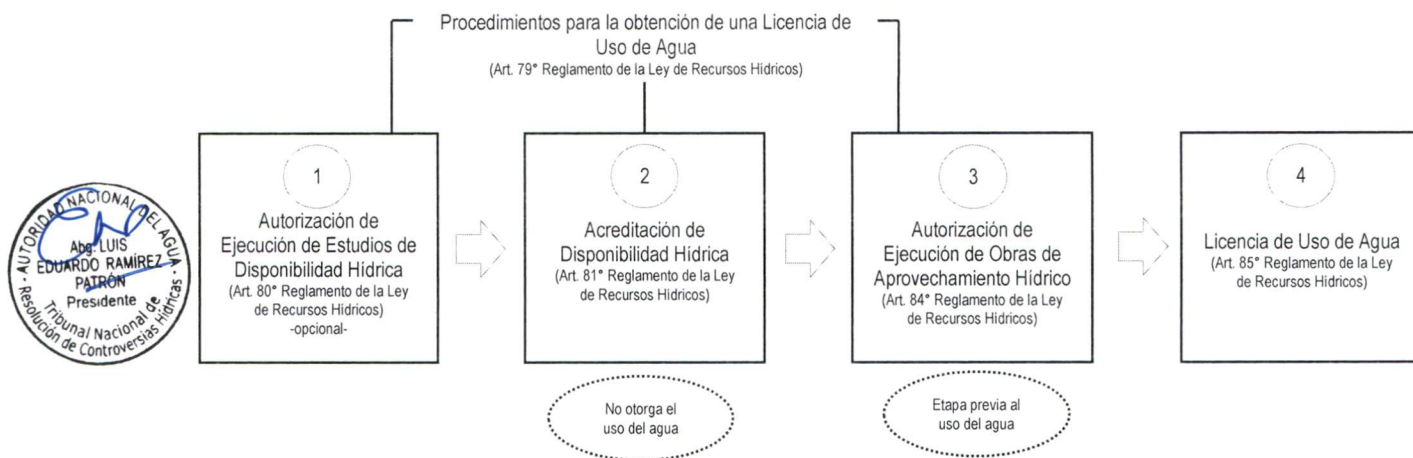 Procedimientos para la obtención de una Licencia de
Uso de Agua
(Art. 79° Reglamento de la Ley de Recursos Hídricos)
1
Autorización de
Ejecución de Estudios de
Disponibilidad Hídrica
(Art. 80° Reglamento de la Ley
de Recursos Hídricos)
-opcional-
2
Acreditación de
Disponibilidad Hídrica
(Art. 81° Reglamento de la Ley
de Recursos Hídricos)
3
Autorización de
Ejecución de Obras de
Aprovechamiento Hídrico
(Art. 84° Reglamento de la Ley
de Recursos Hídricos)
4
Licencia de Uso de Agua
(Art. 85° Reglamento de la Ley
de Recursos Hídricos)
No otorga el
uso del agua
Etapa previa al
uso del agua
AUTORIDAD NACIONAL DEL AGUA
Abg. LUIS
EDUARDO RAMÍREZ
PATRÓN
Presidente
Tribunal Nacional de
Resolución de Controversias Hídricas